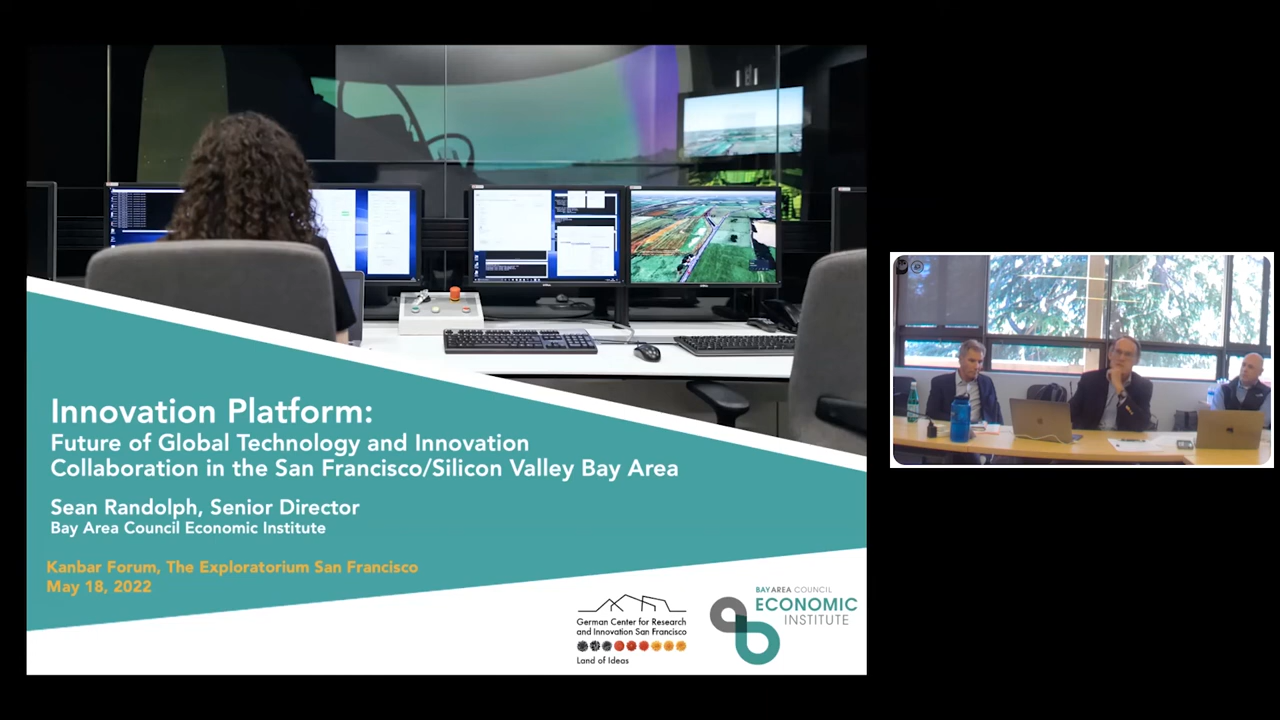 Innovation Platform:
Future of Global Technology and Innovation
Collaboration in the San Francisco/Silicon Valley Bay Area
Sean Randolph, Senior Director
Bay Area Council Economic Institute
Kanbar Forum, The Exploratorium San Francisco
May 18, 2022
German Center for Research
and Innovation San Francisco
Land of Ideas
BAY AREA COUNCIL
ECONOMIC
INSTITUTE